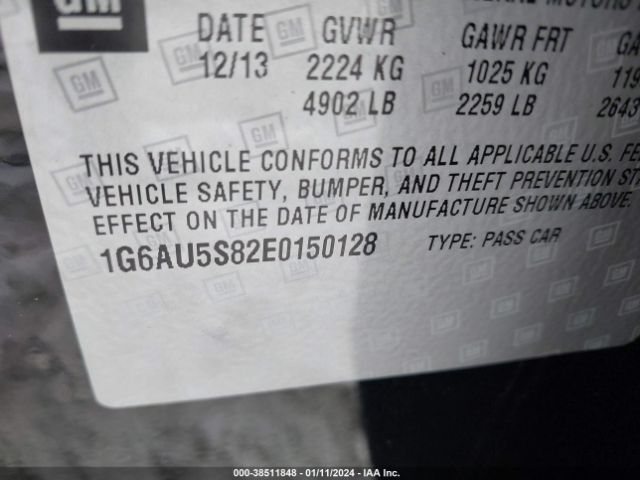 GM
DATE GVWR GAWR FRT
12/13 2224 KG 1025 KG
4902 LB 2259 LB 2643
THIS VEHICLE CONFORMS TO ALL APPLICABLE U.S.
VEHICLE SAFETY, BUMPER, AND THEFT PREVENTION
EFFECT ON THE DATE OF MANUFACTURE SHOWN ABOVE.
1G6AU5S82E0150128 TYPE: PASS CAR
000-38511848 - 01/11/2024 - IAA Inc.